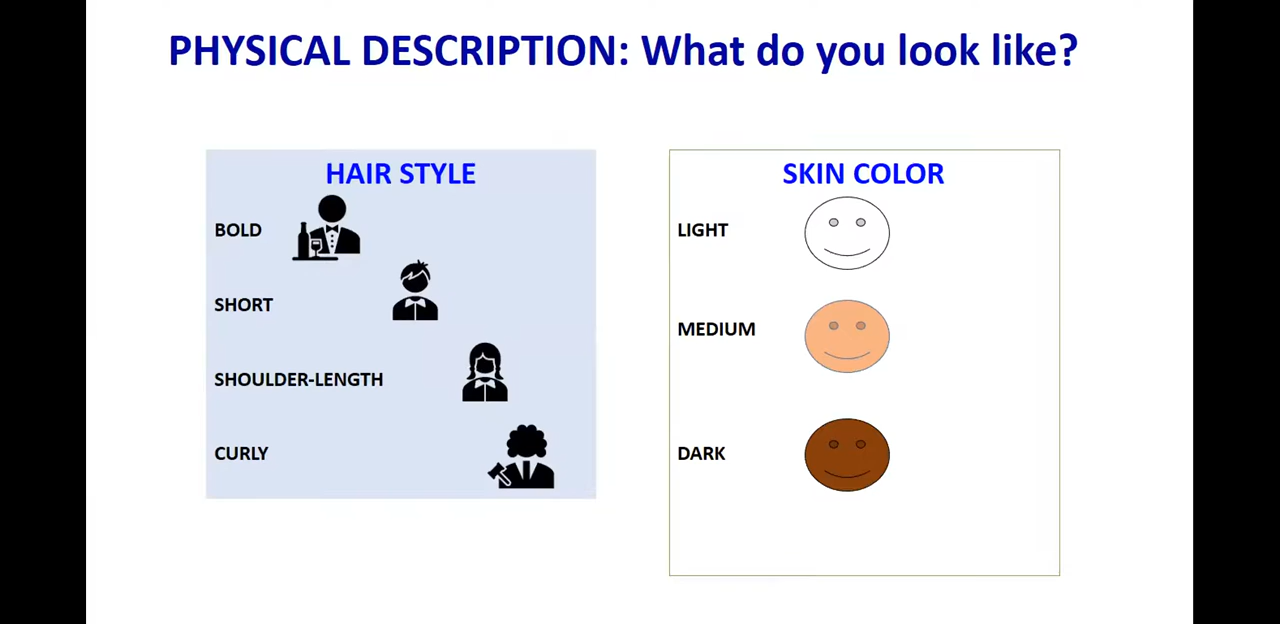 PHYSICAL DESCRIPTION: What do you look like?
HAIR STYLE
BOLD
SHORT
SHOULDER-LENGTH
CURLY
SKIN COLOR
LIGHT
MEDIUM
DARK